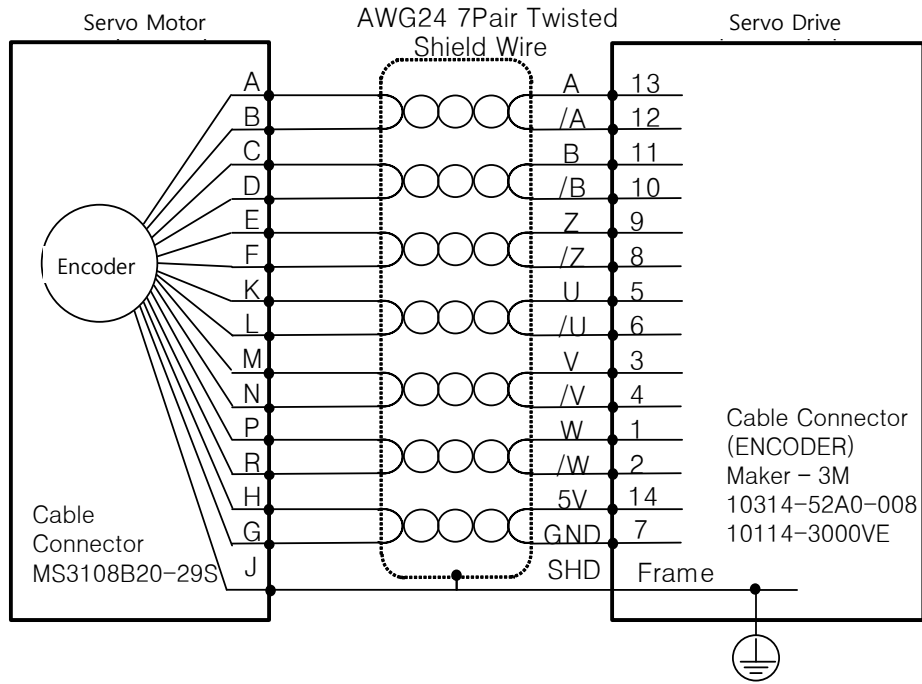 Servo Motor
AWG24 7Pair Twisted
Shield Wire
Servo Drive
A A 13
B /A 12
C B 11
D /B 10
E Z 9
F /Z 8
K U 5
L /U 6
M V 3
N /V 4
P W 1
R /W 2
H 5V 14
G GND 7
J SHD Frame
Encoder
Cable
Connector
MS3108B20-29S
Cable Connector
(ENCODER)
Maker – 3M
10314-52A0-008
10114-3000VE